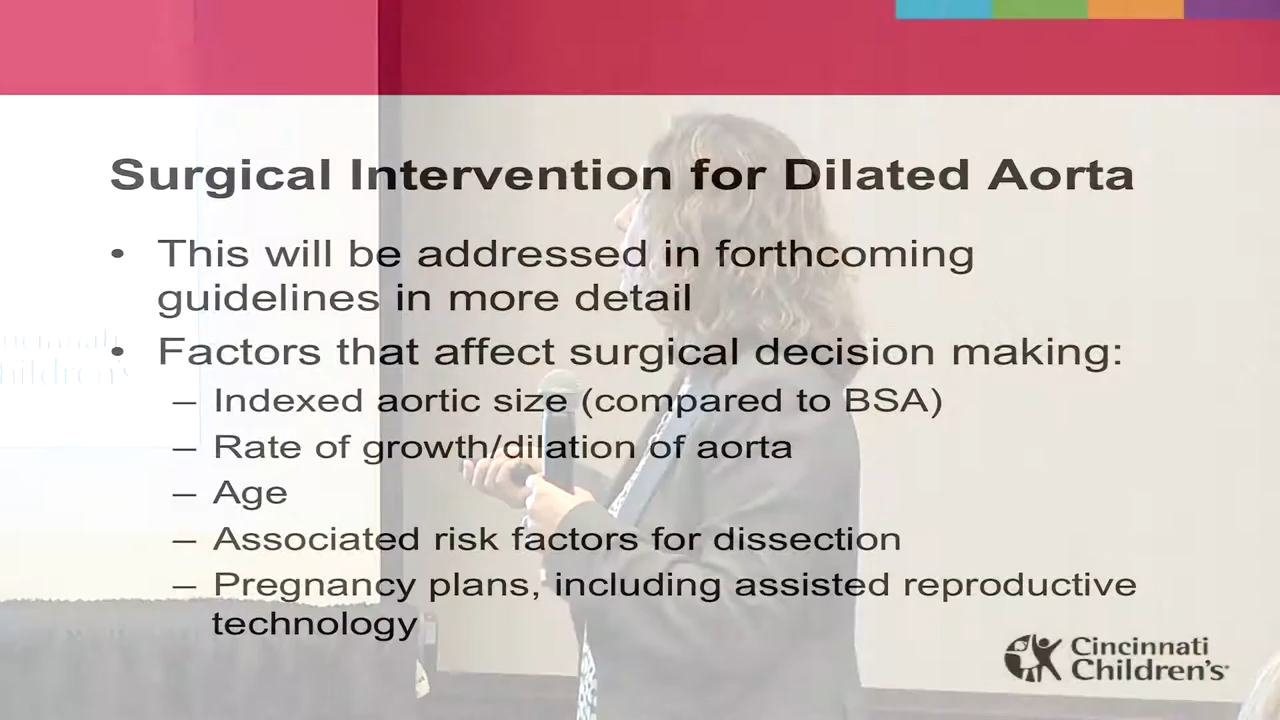 Surgical Intervention for Dilated Aorta
• This will be addressed in forthcoming
guidelines in more detail
• Factors that affect surgical decision making:
– Indexed aortic size (compared to BSA)
– Rate of growth/dilation of aorta
– Age
– Associated risk factors for dissection
– Pregnancy plans, including assisted reproductive
technology
Cincinnati
Children's